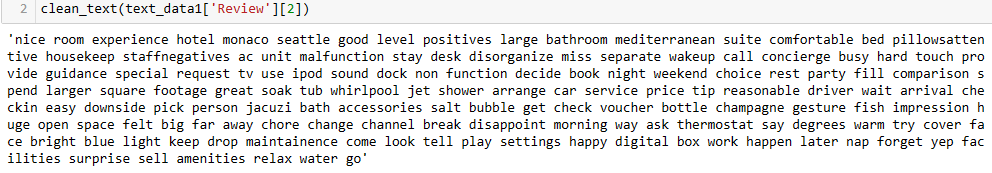 2 clean_text(text_data1['Review'][2])
'nice room experience hotel monaco seattle good level positives large bathroom mediterranean suite comfortable bed pillowsatten
tive housekeep staffnegatives ac unit malfunction stay desk disorganize miss separate wakeup call concierge busy hard touch pro
vide guidance special request tv use ipod sound dock non function decide book night weekend choice rest party fill comparison s
pend larger square footage great soak tub whirlpool jet shower arrange car service price tip reasonable driver wait arrival che
ckin easy downside pick person jacuzi bath accessories salt bubble get check voucher bottle champagne gesture fish impression h
uge open space felt big far away chore change channel break disappoint morning way ask thermostat say degrees warm try cover fa
ce bright blue light keep drop maintainence come look tell play settings happy digital box work happen later nap forget yep fac
ilities surprise sell amenities relax water go'